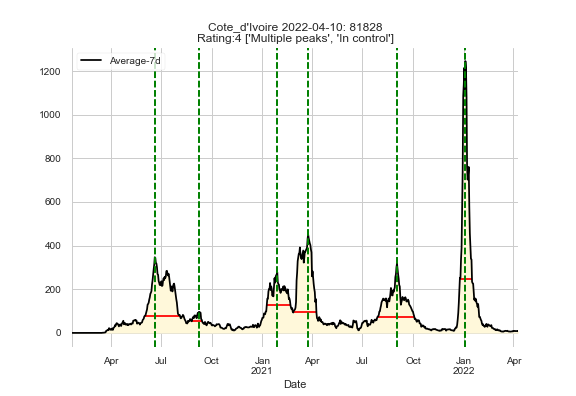 Cote_d'Ivoire 2022-04-10: 81828
Rating:4 ['Multiple peaks', 'In control']
Average-7d
1200
1000
800
600
400
200
0
Apr Jul Oct Jan Apr Jul Oct Jan Apr
2021 2022
Date